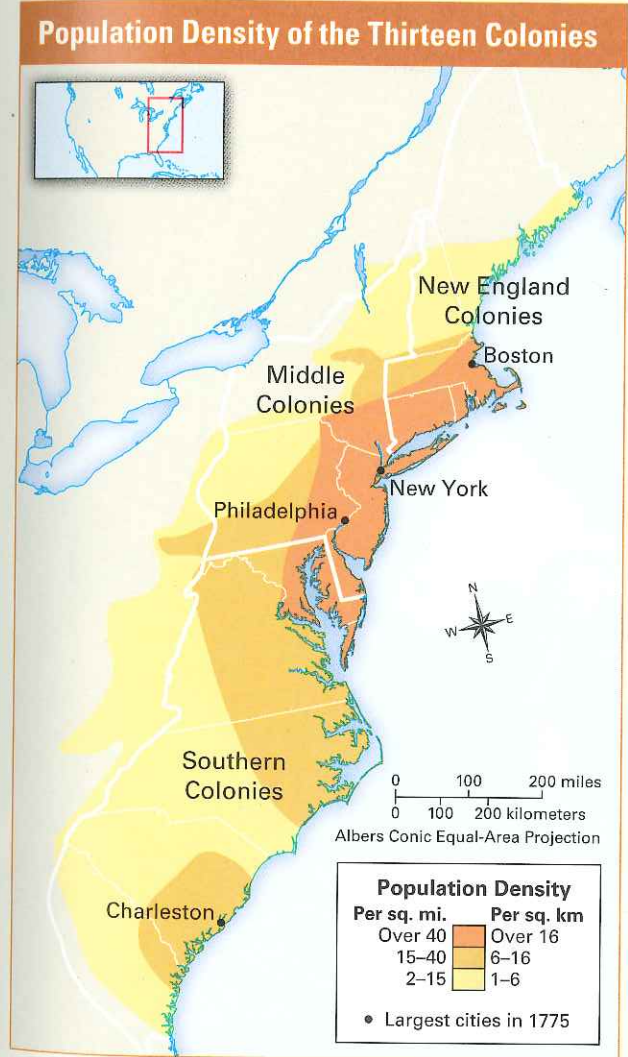 Population Density of the Thirteen Colonies
New England
Colonies
Boston
Middle
Colonies
New York
Philadelphia
N
W
E
S
Southern
Colonies
0 100 200 miles
0 100 200 kilometers
Albers Conic Equal-Area Projection
Charleston
Population Density
Per sq. mi. Per sq. km
Over 40 Over 16
15–40 6–16
2–15 1–6
Largest cities in 1775